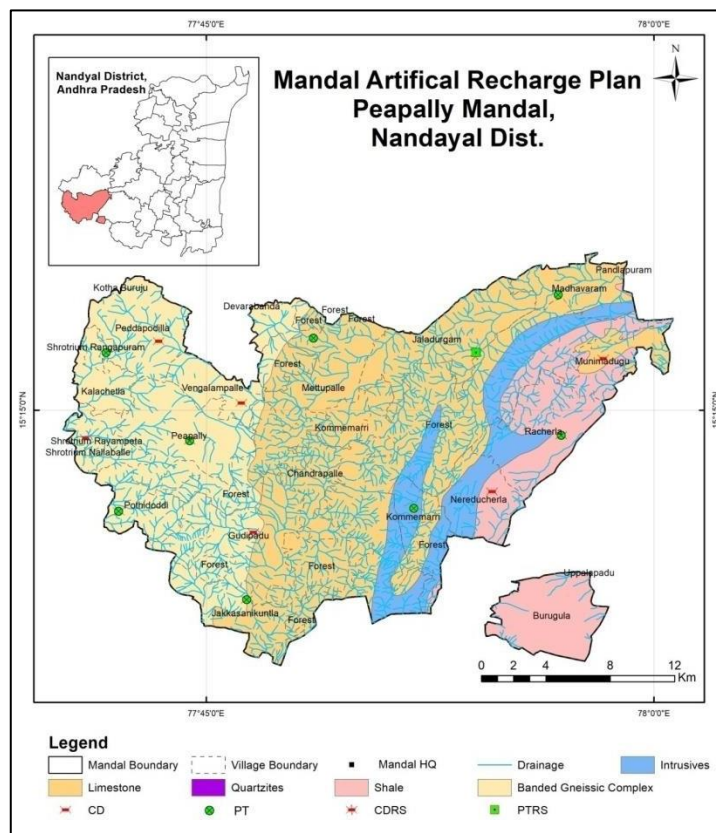 Nandyal District,
Andhra Pradesh
Mandal Artifical Recharge Plan
Peapally Mandal,
Nandayal Dist.
N
77°45'0"E
78°0'0"E
Pandlapuram
Kotha Buruju
Madhavaram
Devarabanda
Forest
Forest
Forest
Peddapodilla
Jaladurgam
Shrotrium Rangapuram
Munimadugu
Forest
Kalachetla
Vengalampalle
Mettupalle
15°15'0"N
15°15'0"N
Kommemarri
Forest
Peapally
Racherla
Shrotrium Rayampeta
Shrotrium Nallaballe
Chandrapalle
Forest
Nereducherla
Pothidoddi
Kommemarri
Gudipadu
Forest
Forest
Forest
Uppalapadu
Jakkasanikuntla
Forest
Burugula
0 2 4 8 12
Km
77°45'0"E
78°0'0"E
Legend
Mandal Boundary
Village Boundary
Mandal HQ
Drainage
Intrusives
Limestone
Quartzites
Shale
Banded Gneissic Complex
CD
PT
CDRS
PTRS